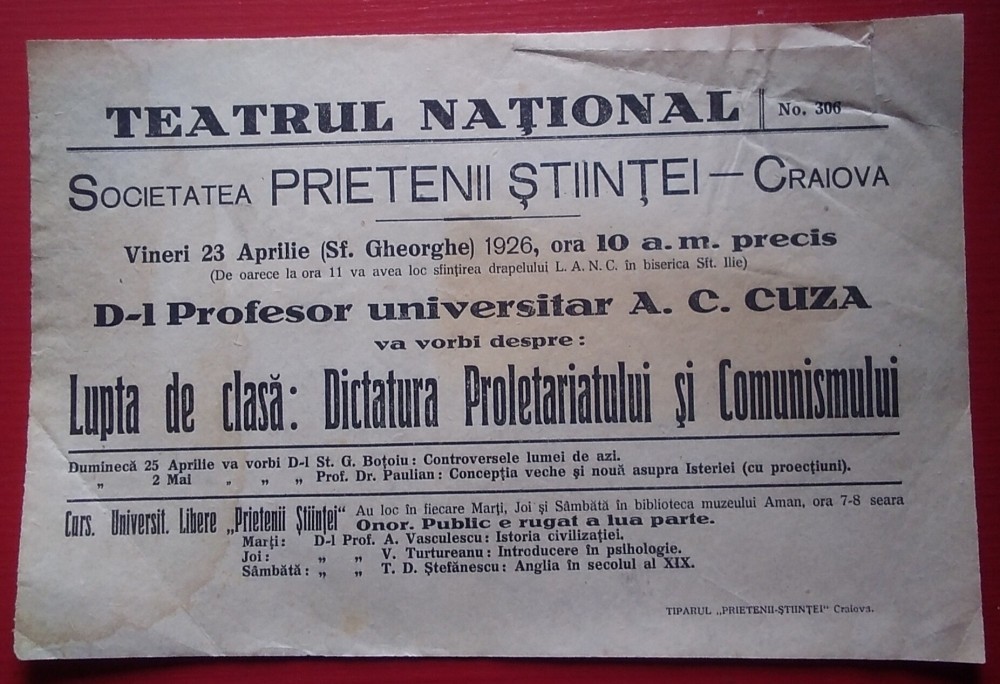 TEATRUL NAŢIONAL No. 306
SOCIETATEA PRIETENII ŞTIINŢEI — CRAIOVA
Vineri 23 Aprilie (Sf. Gheorghe) 1926, ora 10 a. m. precis
(De oarece la ora 11 va avea loc sfinţirea drapelului L. A. N. C. în biserica Sft. Ilie)
D-l Profesor universitar A. C. CUZA
va vorbi despre:
Lupta de clasă: Dictatura Proletariatului şi Comunismului
Duminecă 25 Aprilie va vorbi D-l St. G. Boţoiu: Controversele lumei de azi.
„ 2 Mai „ „ „ Prof. Dr. Paulian: Concepţia veche şi nouă asupra Isteriei (cu proecţiuni).
Curs. Universit. Libere „Prietenii Ştiinţei“ Au loc în fiecare Marţi, Joi şi Sâmbătă în biblioteca muzeului Aman, ora 7-8 seara
Onor. Public e rugat a lua parte.
Marţi: D-l Prof. A. Vasculescu: Istoria civilizaţiei.
Joi: „ „ V. Turtureanu: Introducere în psihologie.
Sâmbătă: „ „ T. D. Ştefănescu: Anglia în secolul al XIX.
TIPARUL „PRIETENII-ŞTIINŢEI“ Craiova.